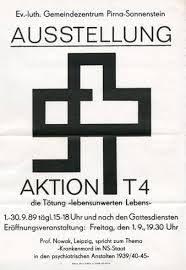 Ev.-luth. Gemeindezentrum Pirna-Sonnenstein
AUSSTELLUNG
AKTION T4
die Tötung -lebensunwerten Lebens-
1.-30.9.89 tägl.15-18 Uhr und nach den Gottesdiensten
Eröffnungsveranstaltung: Freitag, den 1.9., 19.30 Uhr
Prof. Nowak, Leipzig, spricht zum Thema
-Krankenmord im NS-Staat
in den psychiatrischen Anstalten 1939/40-45-